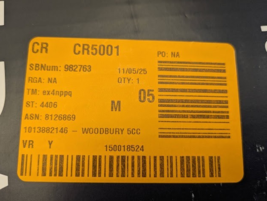 CR CR5001 PO: NA
SBNum: 982763 11/05/25
RGA: NA QTY: 1
TM: ex4nppq M 05
ST: 4406
ASN: 8126869
1013882146 - WOODBURY 5CC
VR Y 150018524